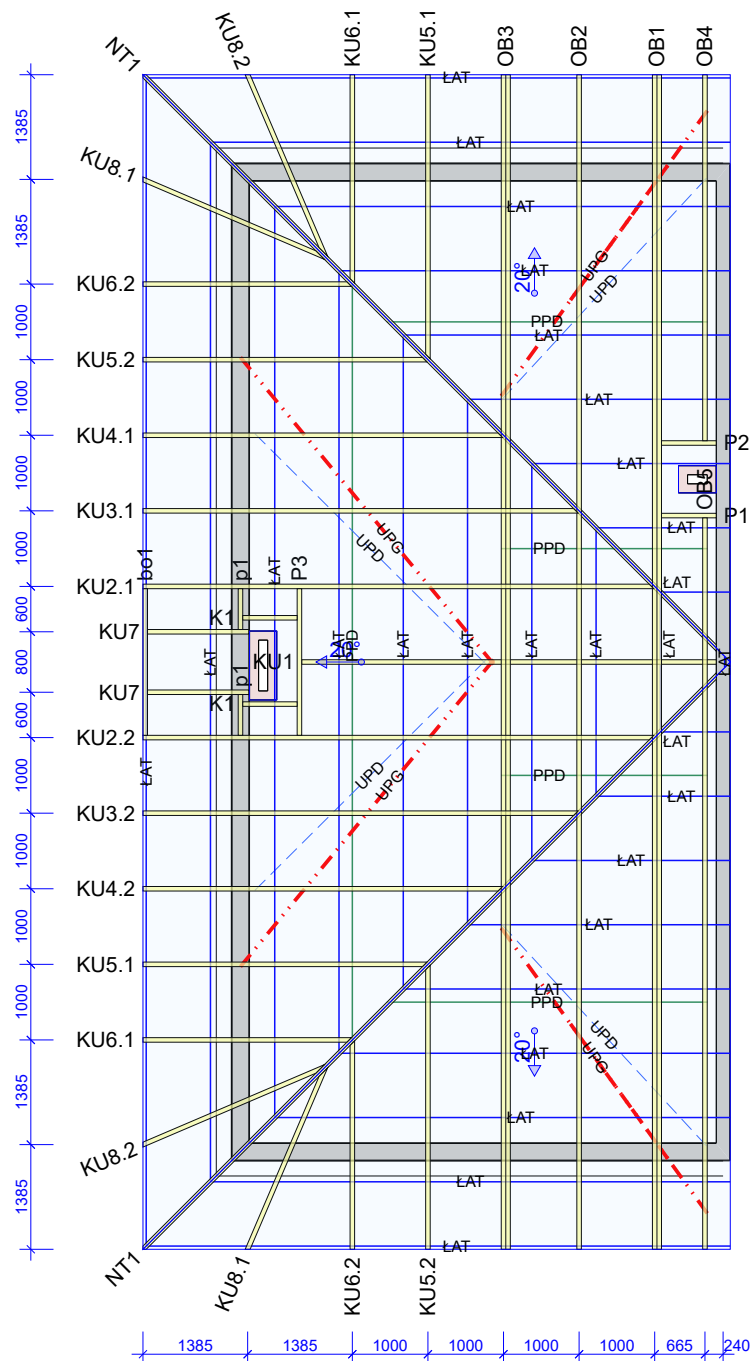 NT1
KU8.2
KU6.1
KU5.1
OB3
OB2
OB1
OB4
ŁAT
1385
ŁAT
KU8.1
ŁAT
1385
20°
ŁAT
UPG
UPD
KU6.2
PPD
ŁAT
1000
KU5.2
1000
ŁAT
KU4.1
P2
ŁAT
1000
UPG
OB5
KU3.1
P1
UPD
ŁAT
1000
PPD
bo1
p1
ŁAT
P3
KU2.1
ŁAT
600
K1
KU7
ŁAT
KU1
ŁAT
25°
PPD
ŁAT
ŁAT
ŁAT
ŁAT
ŁAT
800
p1
KU7
K1
600
KU2.2
ŁAT
ŁAT
UPD
PPD
UPG
1000
ŁAT
KU3.2
1000
ŁAT
KU4.2
1000
ŁAT
KU5.1
ŁAT
PPD
1000
UPD
KU6.1
20°
ŁAT
UPG
1385
ŁAT
KU8.2
ŁAT
1385
ŁAT
NT1
KU8.1
KU6.2
KU5.2
1385
1385
1000
1000
1000
1000
665
240